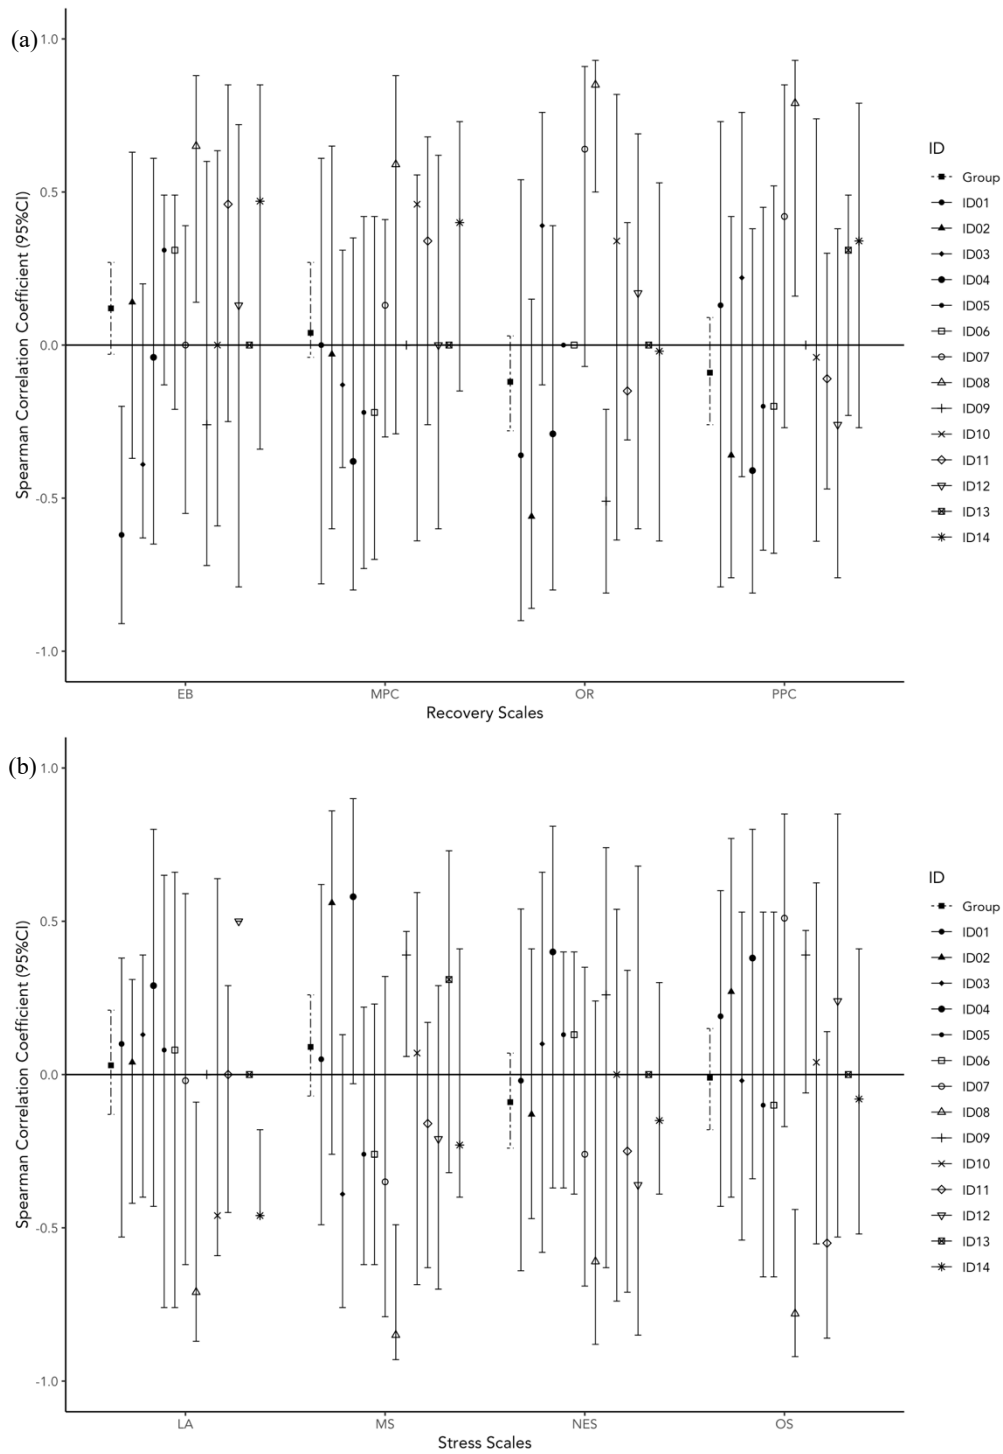 (a)
Spearman Correlation Coefficient (95%CI)
1.0
0.5
0.0
-0.5
-1.0
EB MPC OR PPC
Recovery Scales
ID
Group
ID01
ID02
ID03
ID04
ID05
ID06
ID07
ID08
ID09
ID10
ID11
ID12
ID13
ID14
(b)
Spearman Correlation Coefficient (95%CI)
1.0
0.5
0.0
-0.5
-1.0
LA MS NES OS
Stress Scales
ID
Group
ID01
ID02
ID03
ID04
ID05
ID06
ID07
ID08
ID09
ID10
ID11
ID12
ID13
ID14